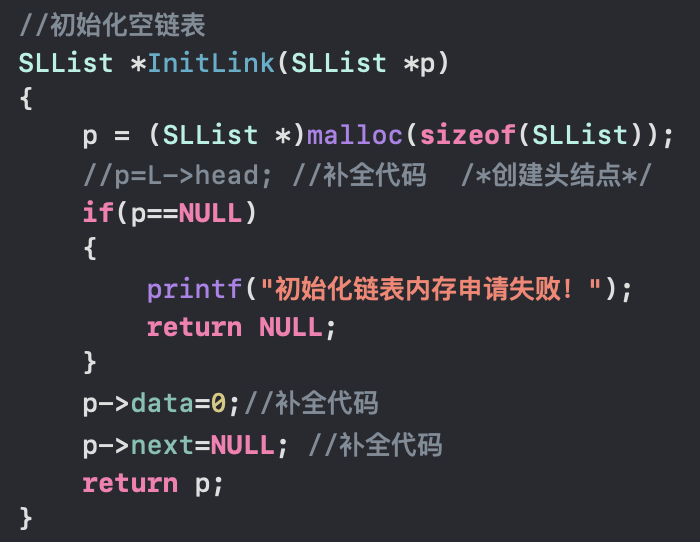 //初始化空链表
SLList *InitLink(SLList *p)
{
    p = (SLList *)malloc(sizeof(SLList));
    //p=L->head; //补全代码  /*创建头结点*/
    if(p==NULL)
    {
        printf("初始化链表内存申请失败！");
        return NULL;
    }
    p->data=0;//补全代码
    p->next=NULL; //补全代码
    return p;
}